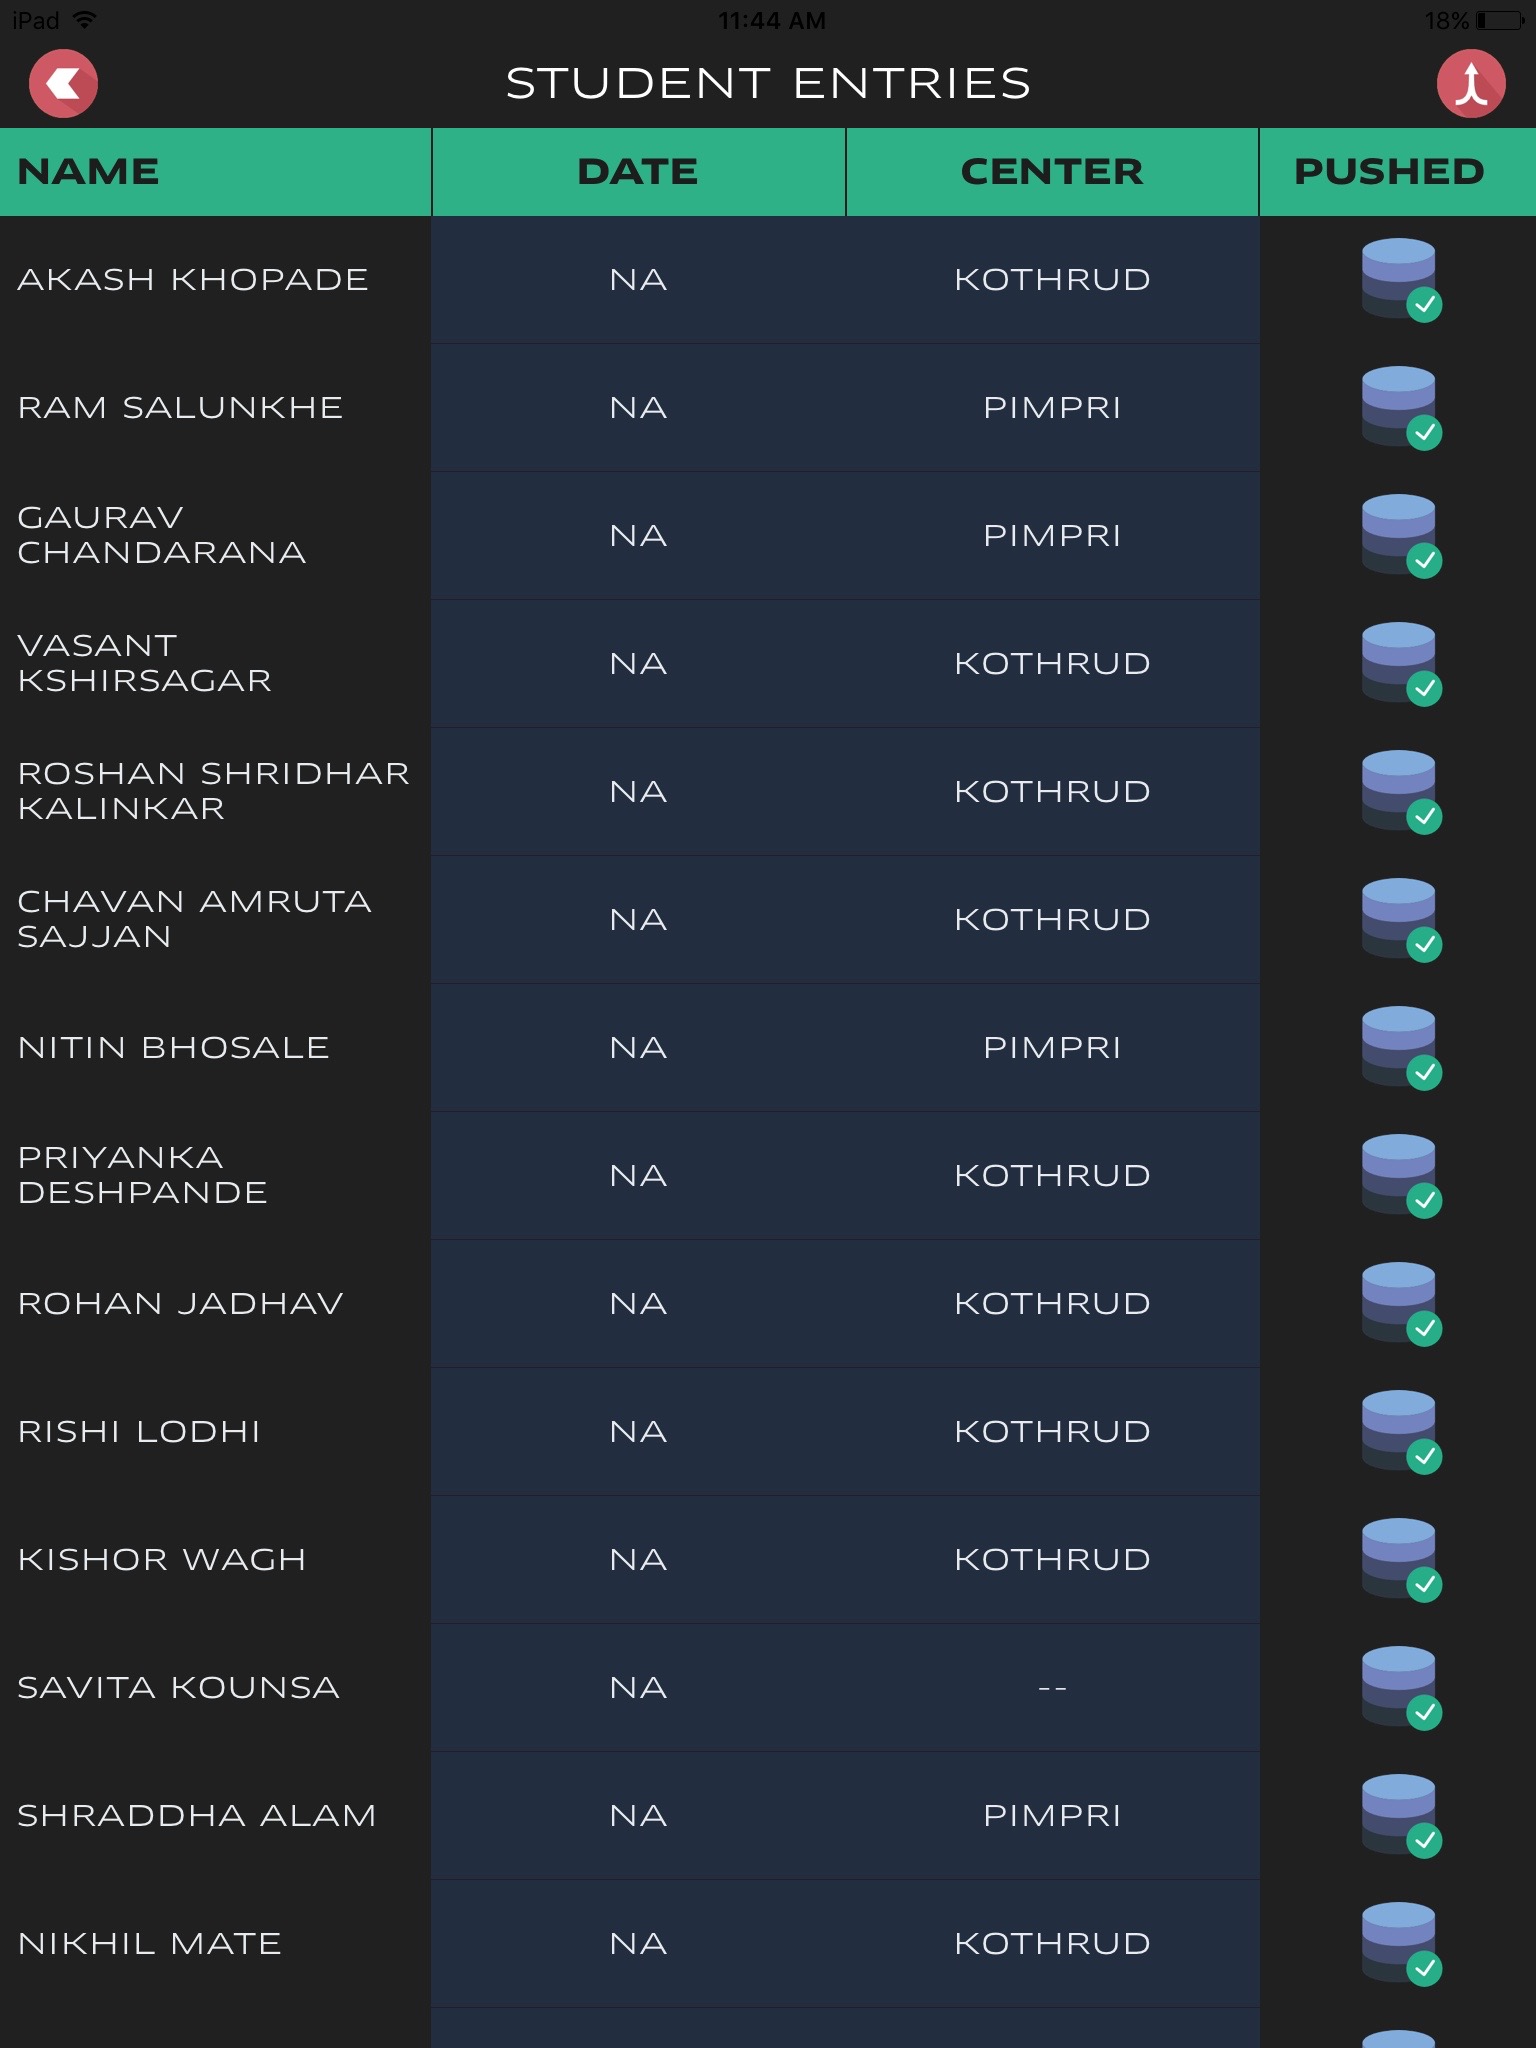 iPad 11:44 AM 18%
STUDENT ENTRIES
NAME DATE CENTER PUSHED
AKASH KHOPADE NA KOTHRUD
RAM SALUNKHE NA PIMPRI
GAURAV
CHANDARANA NA PIMPRI
VASANT
KSHIRSAGAR NA KOTHRUD
ROSHAN SHRIDHAR
KALINKAR NA KOTHRUD
CHAVAN AMRUTA
SAJJAN NA KOTHRUD
NITIN BHOSALE NA PIMPRI
PRIYANKA
DESHPANDE NA KOTHRUD
ROHAN JADHAV NA KOTHRUD
RISHI LODHI NA KOTHRUD
KISHOR WAGH NA KOTHRUD
SAVITA KOUNSA NA --
SHRADDHA ALAM NA PIMPRI
NIKHIL MATE NA KOTHRUD